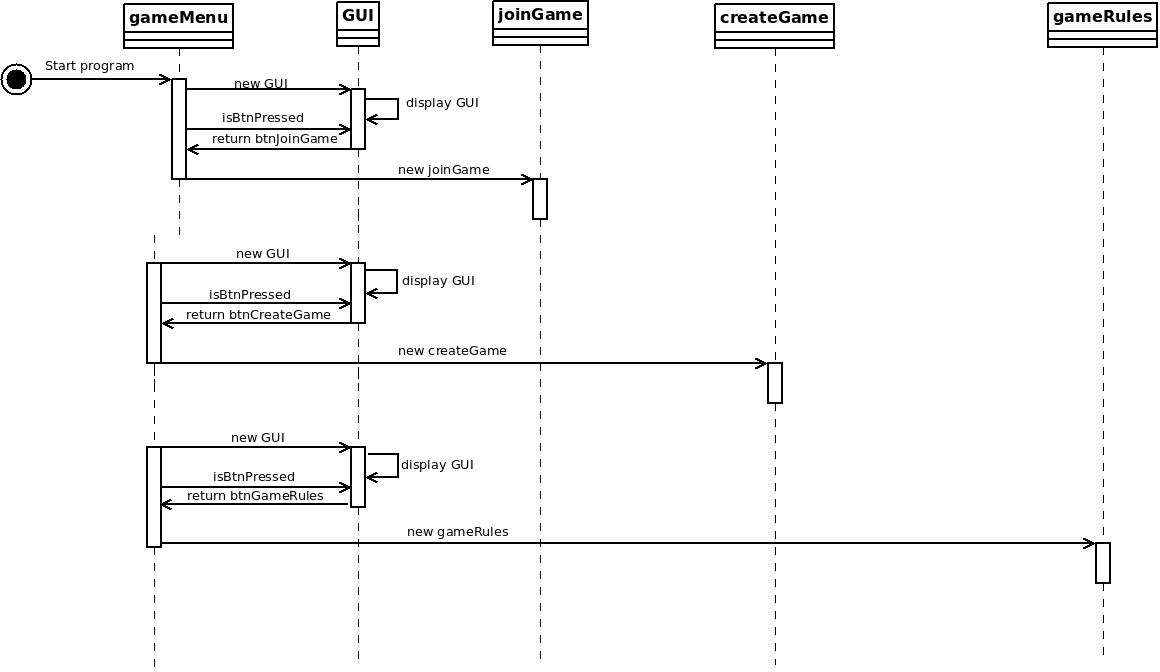 gameMenu
GUI
joinGame
createGame
gameRules
Start program
new GUI
display GUI
isBtnPressed
return btnJoinGame
new joinGame
new GUI
display GUI
isBtnPressed
return btnCreateGame
new createGame
new GUI
display GUI
isBtnPressed
return btnGameRules
new gameRules